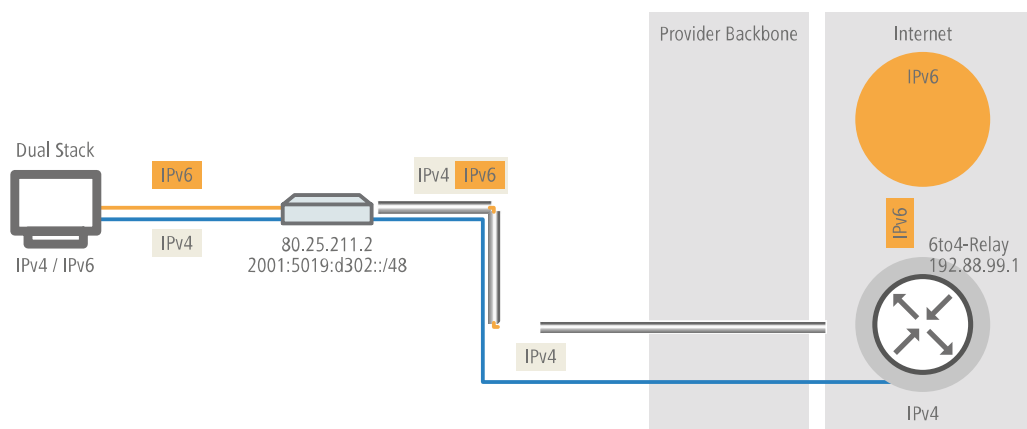 Provider Backbone
Internet
IPv6
Dual Stack
IPv6
IPv4 IPv6
IPv6
IPv4
80.25.211.2
2001:5019:d302::/48
6to4-Relay
192.88.99.1
IPv4 / IPv6
IPv4
IPv4